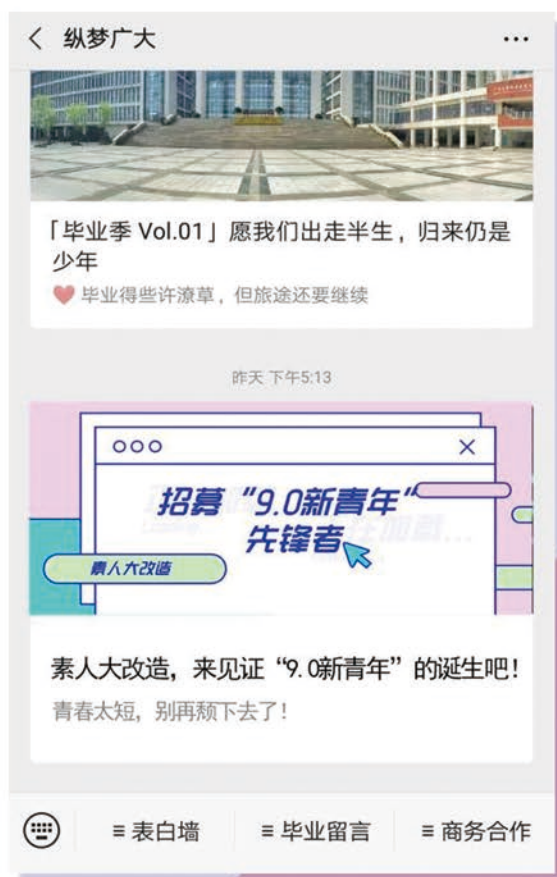 纵梦广大
「毕业季 Vol.01」愿我们出走半生，归来仍是
少年
毕业得些许潦草，但旅途还要继续
昨天 下午5:13
招募“9.0新青年”
先锋者
素人大改造
素人大改造，来见证“9.0新青年”的诞生吧！
青春太短，别再颓下去了！
≡ 表白墙
≡ 毕业留言
≡ 商务合作